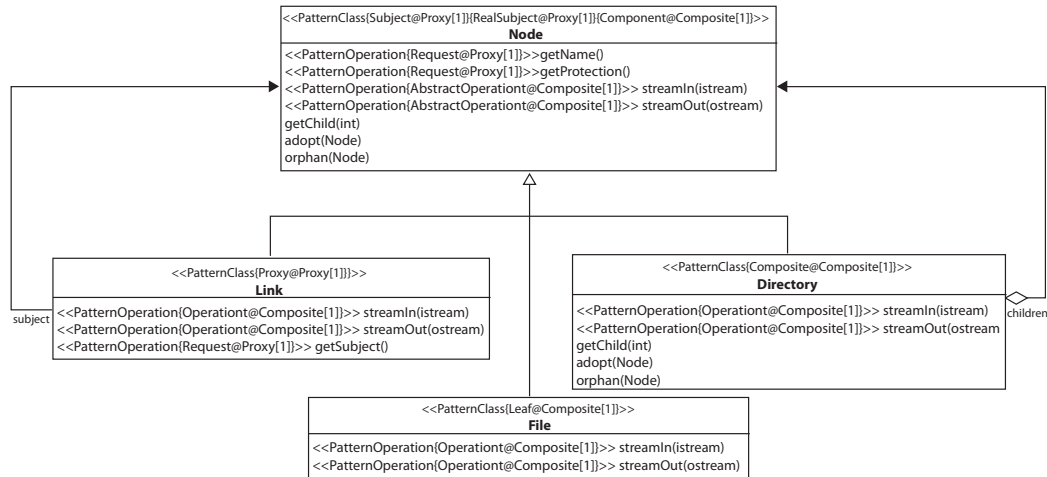 <<PatternClass{Subject@Proxy[1]}{RealSubject@Proxy[1]}{Component@Composite[1]}>>
Node
<<PatternOperation{Request@Proxy[1]}>>getName()
<<PatternOperation{Request@Proxy[1]}>>getProtection()
<<PatternOperation{AbstractOperationt@Composite[1]}>> streamIn(istream)
<<PatternOperation{AbstractOperationt@Composite[1]}>> streamOut(ostream)
getChild(int)
adopt(Node)
orphan(Node)
<<PatternClass{Proxy@Proxy[1]}}>>
Link
<<PatternOperation{Operationt@Composite[1]}>> streamIn(istream)
<<PatternOperation{Operationt@Composite[1]}>> streamOut(ostream)
<<PatternOperation{Request@Proxy[1]}>> getSubject()
subject
<<PatternClass{Composite@Composite[1]}>>
Directory
<<PatternOperation{Operationt@Composite[1]}>> streamIn(istream)
<<PatternOperation{Operationt@Composite[1]}>> streamOut(ostream
getChild(int)
adopt(Node)
orphan(Node)
children
<<PatternClass{Leaf@Composite[1]}>>
File
<<PatternOperation{Operationt@Composite[1]}>> streamIn(istream)
<<PatternOperation{Operationt@Composite[1]}>> streamOut(ostream)